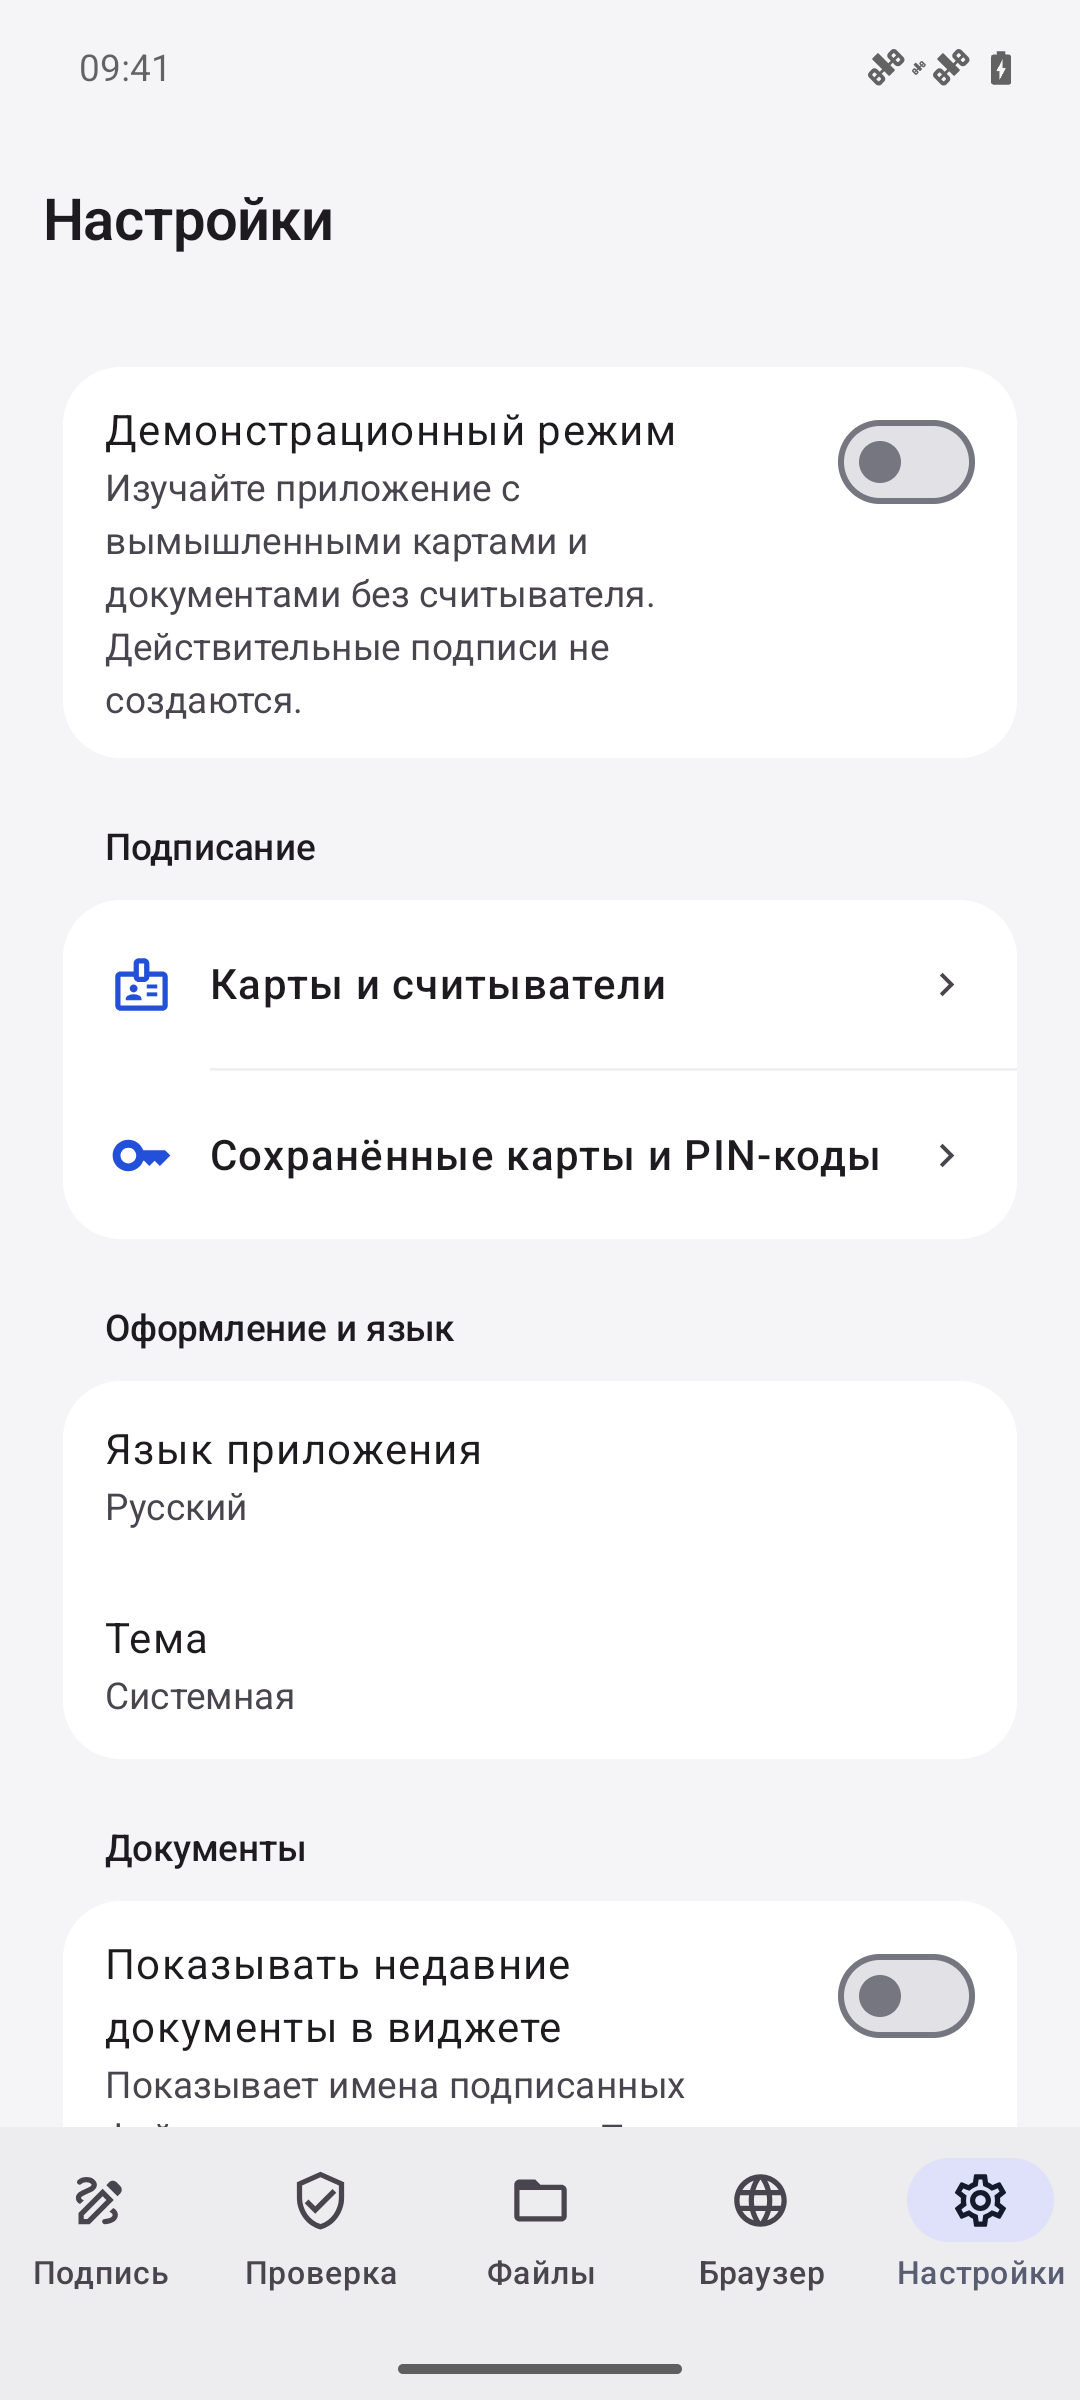 09:41
Настройки
Демонстрационный режим
Изучайте приложение с
вымышленными картами и
документами без считывателя.
Действительные подписи не
создаются.
Подписание
Карты и считыватели
Сохранённые карты и PIN-коды
Оформление и язык
Язык приложения
Русский
Тема
Системная
Документы
Показывать недавние
документы в виджете
Показывает имена подписанных
Подпись
Проверка
Файлы
Браузер
Настройки